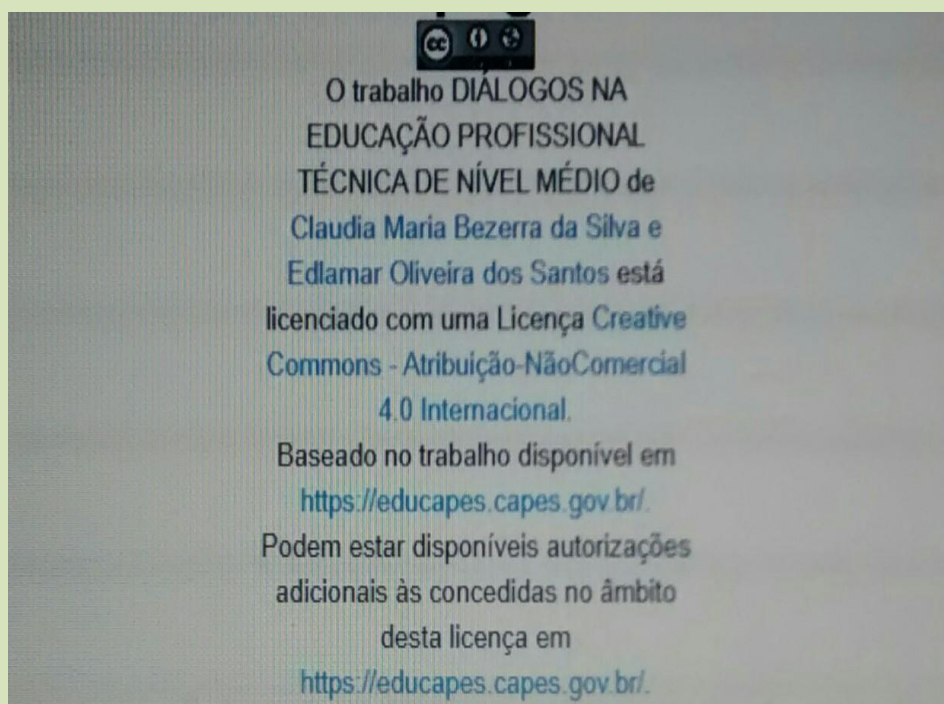 cc
O trabalho DIÁLOGOS NA
EDUCAÇÃO PROFISSIONAL
TÉCNICA DE NÍVEL MÉDIO de
Claudia Maria Bezerra da Silva e
Edlamar Oliveira dos Santos está
licenciado com uma Licença Creative
Commons - Atribuição-NãoComercial
4.0 Internacional.
Baseado no trabalho disponível em
https://educapes.capes.gov.br/.
Podem estar disponíveis autorizações
adicionais às concedidas no âmbito
desta licença em
https://educapes.capes.gov.br/.